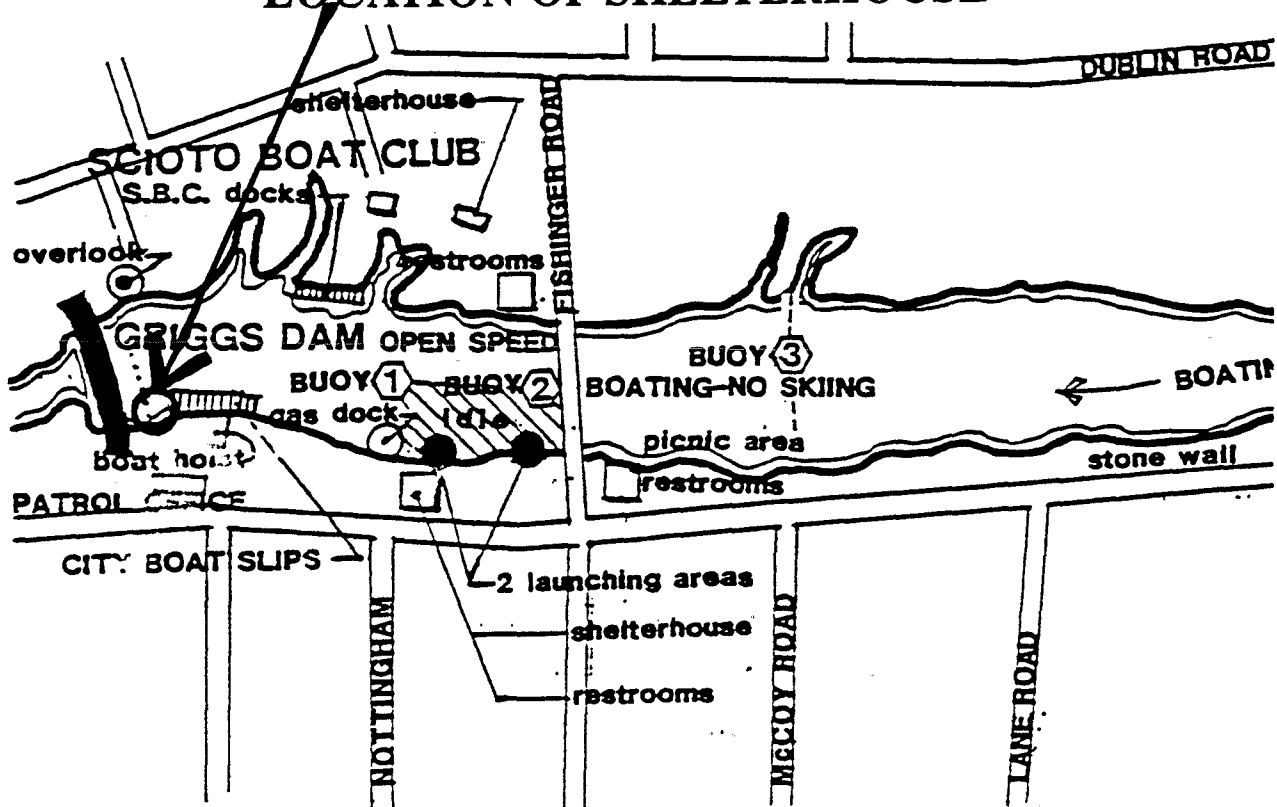 LOCATION OF SHELTERHOUSE
DUBLIN ROAD
shelterhouse
FISHINGER ROAD
SCIOTO BOAT CLUB
S.B.C. docks
overlook
restrooms
GRIGGS DAM OPEN SPEED
BUOY 3
BUOY 1
BUOY 2
BOATING-NO SKIING
BOATIN
gas dock
idle
picnic area
boat hoist
stone wall
restrooms
PATROL OFFICE
CITY BOAT SLIPS
2 launching areas
shelterhouse
restrooms
NOTTINGHAM
McCOY ROAD
LANE ROAD